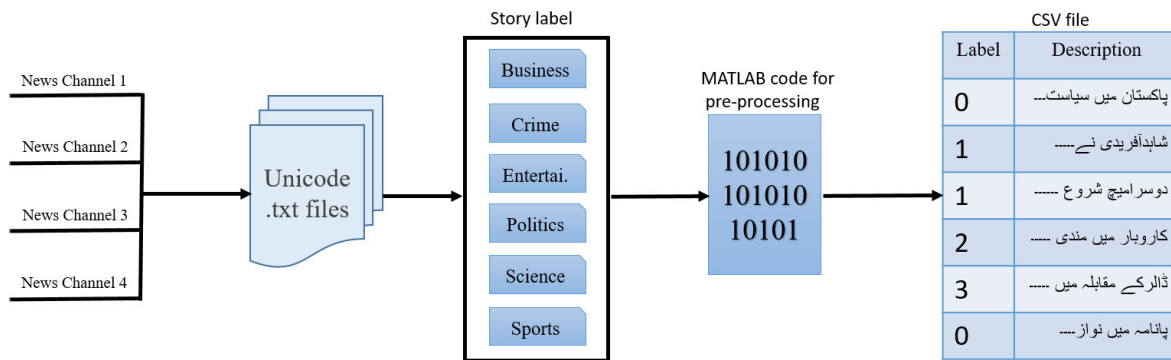 News Channel 1
News Channel 2
News Channel 3
News Channel 4
Unicode
.txt files
Story label
Business
Crime
Entertai.
Politics
Science
Sports
MATLAB code for
pre-processing
101010
101010
10101
CSV file
Label Description
0 پاکستان میں سیاست---
1 شاہدآفریدی نے-----
1 دوسرامیچ شروع ------
2 کاروبار میں مندی -----
3 ڈالرکے مقابلہ میں -----
0 پانامہ میں نواز----